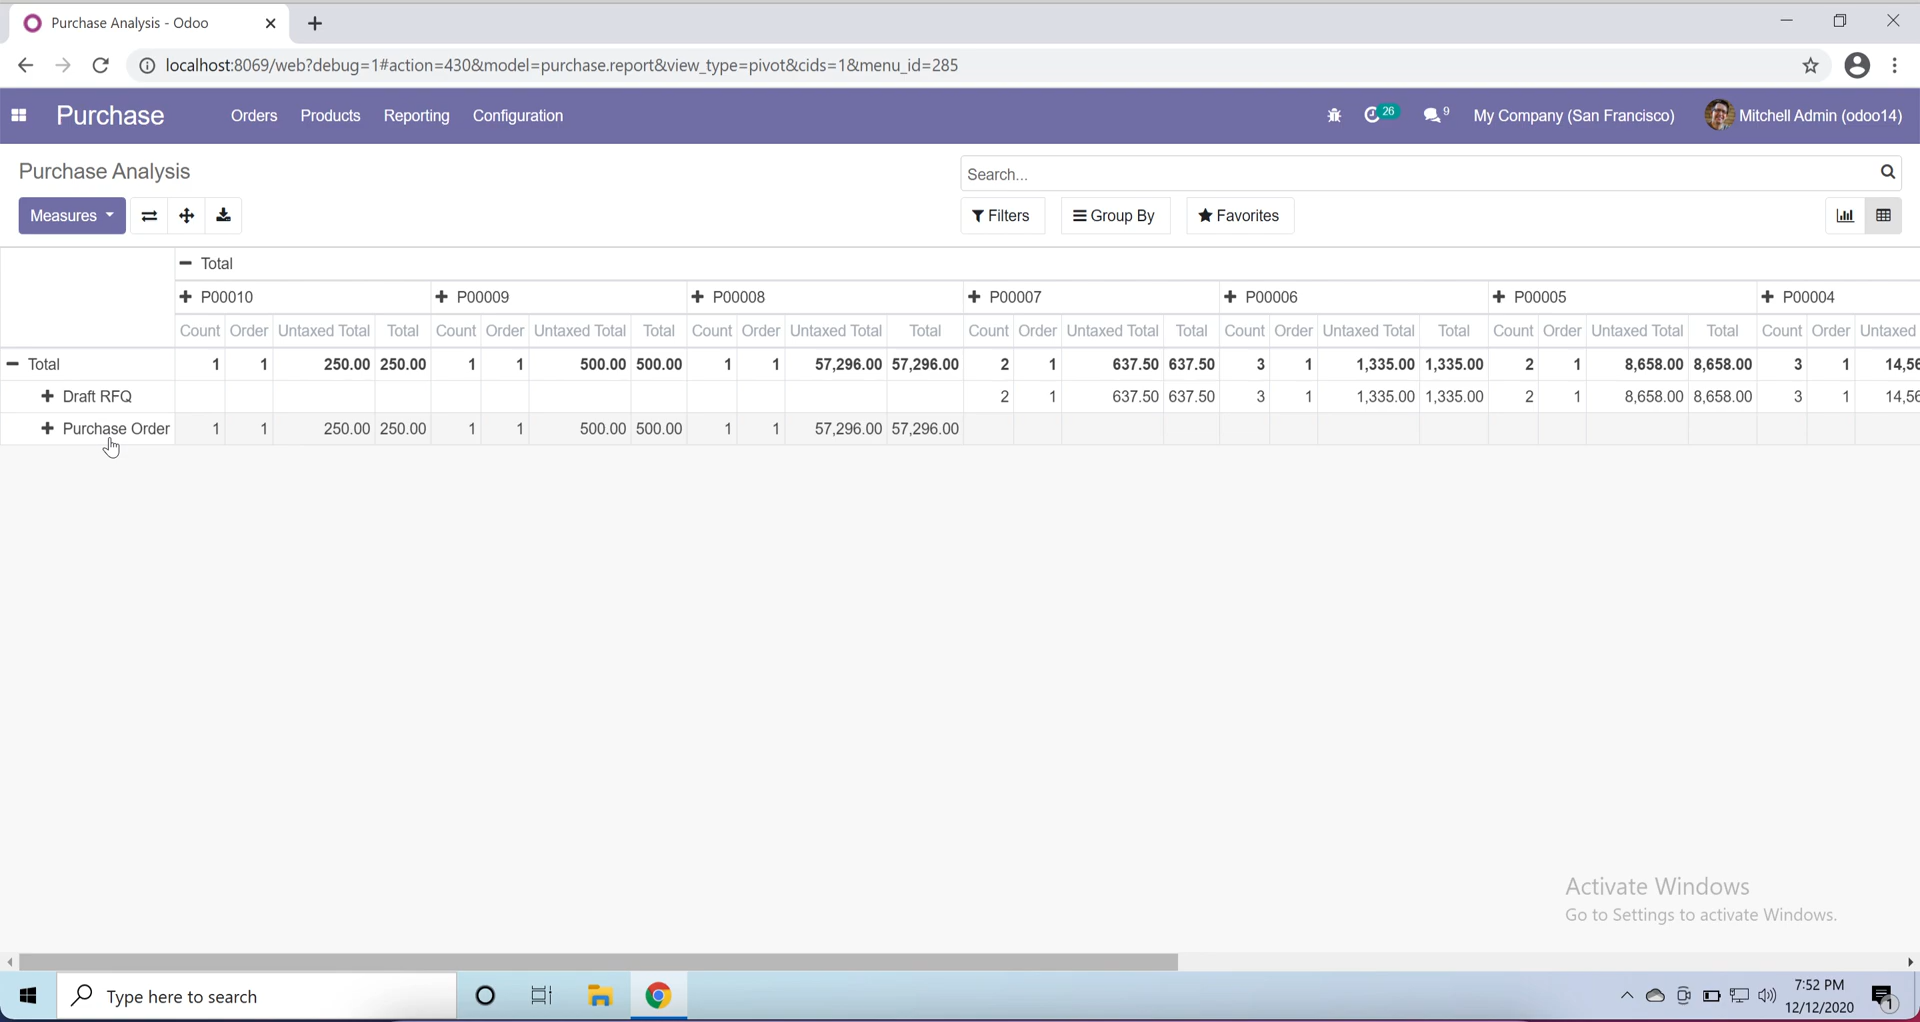 Purchase Analysis - Odoo
localhost:8069/web?debug=1#action=430&model=purchase.report&view_type=pivot&cids=1&menu_id=285
Purchase Orders Products Reporting Configuration 26 9 My Company (San Francisco) Mitchell Admin (odoo14)
Purchase Analysis
Search...
Measures Filters Group By Favorites
Total
P00010 P00009 P00008 P00007 P00006 P00005 P00004
Count Order Untaxed Total Total Count Order Untaxed Total Total Count Order Untaxed Total Total Count Order Untaxed Total Total Count Order Untaxed Total Total Count Order Untaxed Total Total Count Order Untaxed
Total 1 1 250.00 250.00 1 1 500.00 500.00 1 1 57,296.00 57,296.00 2 1 637.50 637.50 3 1 1,335.00 1,335.00 2 1 8,658.00 8,658.00 3 1 14,56
Draft RFQ 2 1 637.50 637.50 3 1 1,335.00 1,335.00 2 1 8,658.00 8,658.00 3 1 14,56
Purchase Order 1 1 250.00 250.00 1 1 500.00 500.00 1 1 57,296.00 57,296.00
Activate Windows
Go to Settings to activate Windows.
Type here to search
7:52 PM
12/12/2020
1